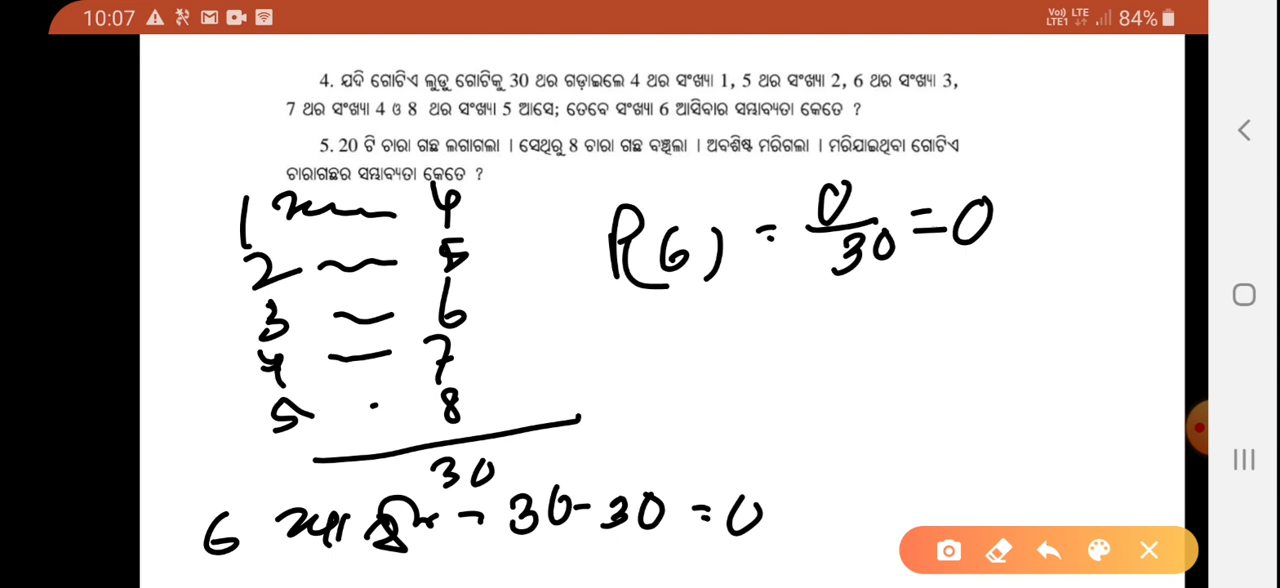 10:07
Vo)) LTE
LTE1
84%
4. ଯଦି ଗୋଟିଏ ଲୁଡୁ ଗୋଟିକୁ 30 ଥର ଗଡ଼ାଇଲେ 4 ଥର ସଂଖ୍ୟା 1, 5 ଥର ସଂଖ୍ୟା 2, 6 ଥର ସଂଖ୍ୟା 3,
7 ଥର ସଂଖ୍ୟା 4 ଓ 8 ଥର ସଂଖ୍ୟା 5 ଆସେ; ତେବେ ସଂଖ୍ୟା 6 ଆସିବାର ସମ୍ଭାବ୍ୟତା କେତେ ?
5. 20 ଟି ଚାରା ଗଛ ଲଗାଗଲା । ସେଥିରୁ 8 ଚାରା ଗଛ ବଞ୍ଚିଲା । ଅବଶିଷ୍ଟ ମରିଗଲା । ମରିଯାଇଥିବା ଗୋଟିଏ
ଚାରାଗଛର ସମ୍ଭାବ୍ୟତା କେତେ ?
1 4
2 5
3 6
4 7
5 8
30
6 = 30 - 30 = 0
P(6) = 0/30 = 0